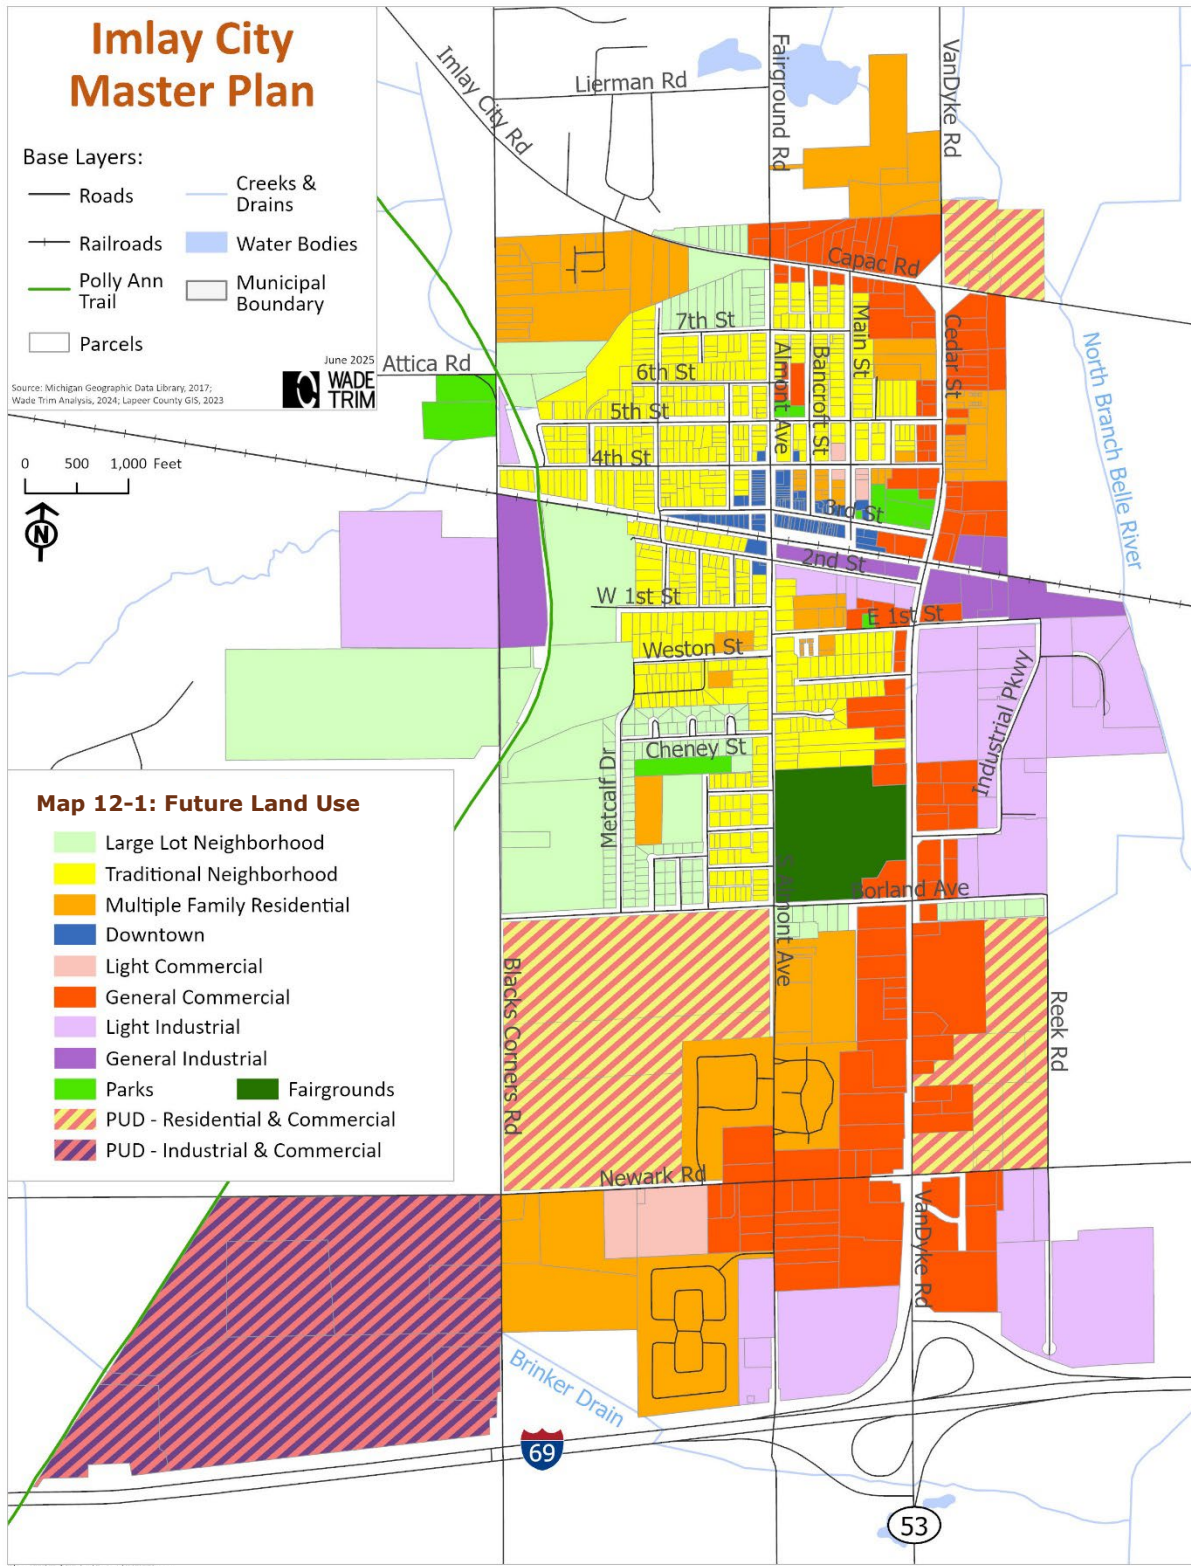 Imlay City
Master Plan
Base Layers:
Roads
Creeks &
Drains
Railroads
Water Bodies
Polly Ann
Trail
Municipal
Boundary
Parcels
June 2025
WADE
TRIM
Source: Michigan Geographic Data Library, 2017;
Wade Trim Analysis, 2024; Lapeer County GIS, 2023
0 500 1,000 Feet
N
Imlay City Rd
Lierman Rd
Fairground Rd
VanDyke Rd
Capac Rd
Attica Rd
7th St
6th St
5th St
4th St
3rd St
2nd St
W 1st St
E 1st St
Almont Ave
Bancroft St
Main St
Cedar St
North Branch Belle River
Weston St
Cheney St
Metcalf Dr
Industrial Pkwy
Borland Ave
S Almont Ave
Blacks Corners Rd
Reek Rd
Newark Rd
VanDyke Rd
Brinker Drain
69
53
Map 12-1: Future Land Use
Large Lot Neighborhood
Traditional Neighborhood
Multiple Family Residential
Downtown
Light Commercial
General Commercial
Light Industrial
General Industrial
Parks
Fairgrounds
PUD - Residential & Commercial
PUD - Industrial & Commercial